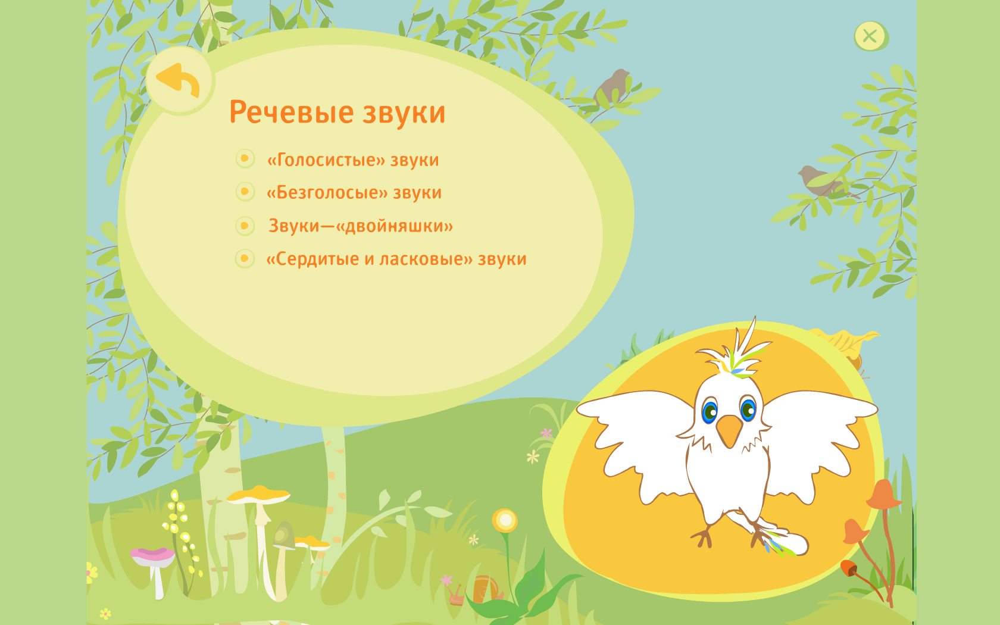 Речевые звуки
«Голосистые» звуки
«Безголосые» звуки
Звуки—«двойняшки»
«Сердитые и ласковые» звуки